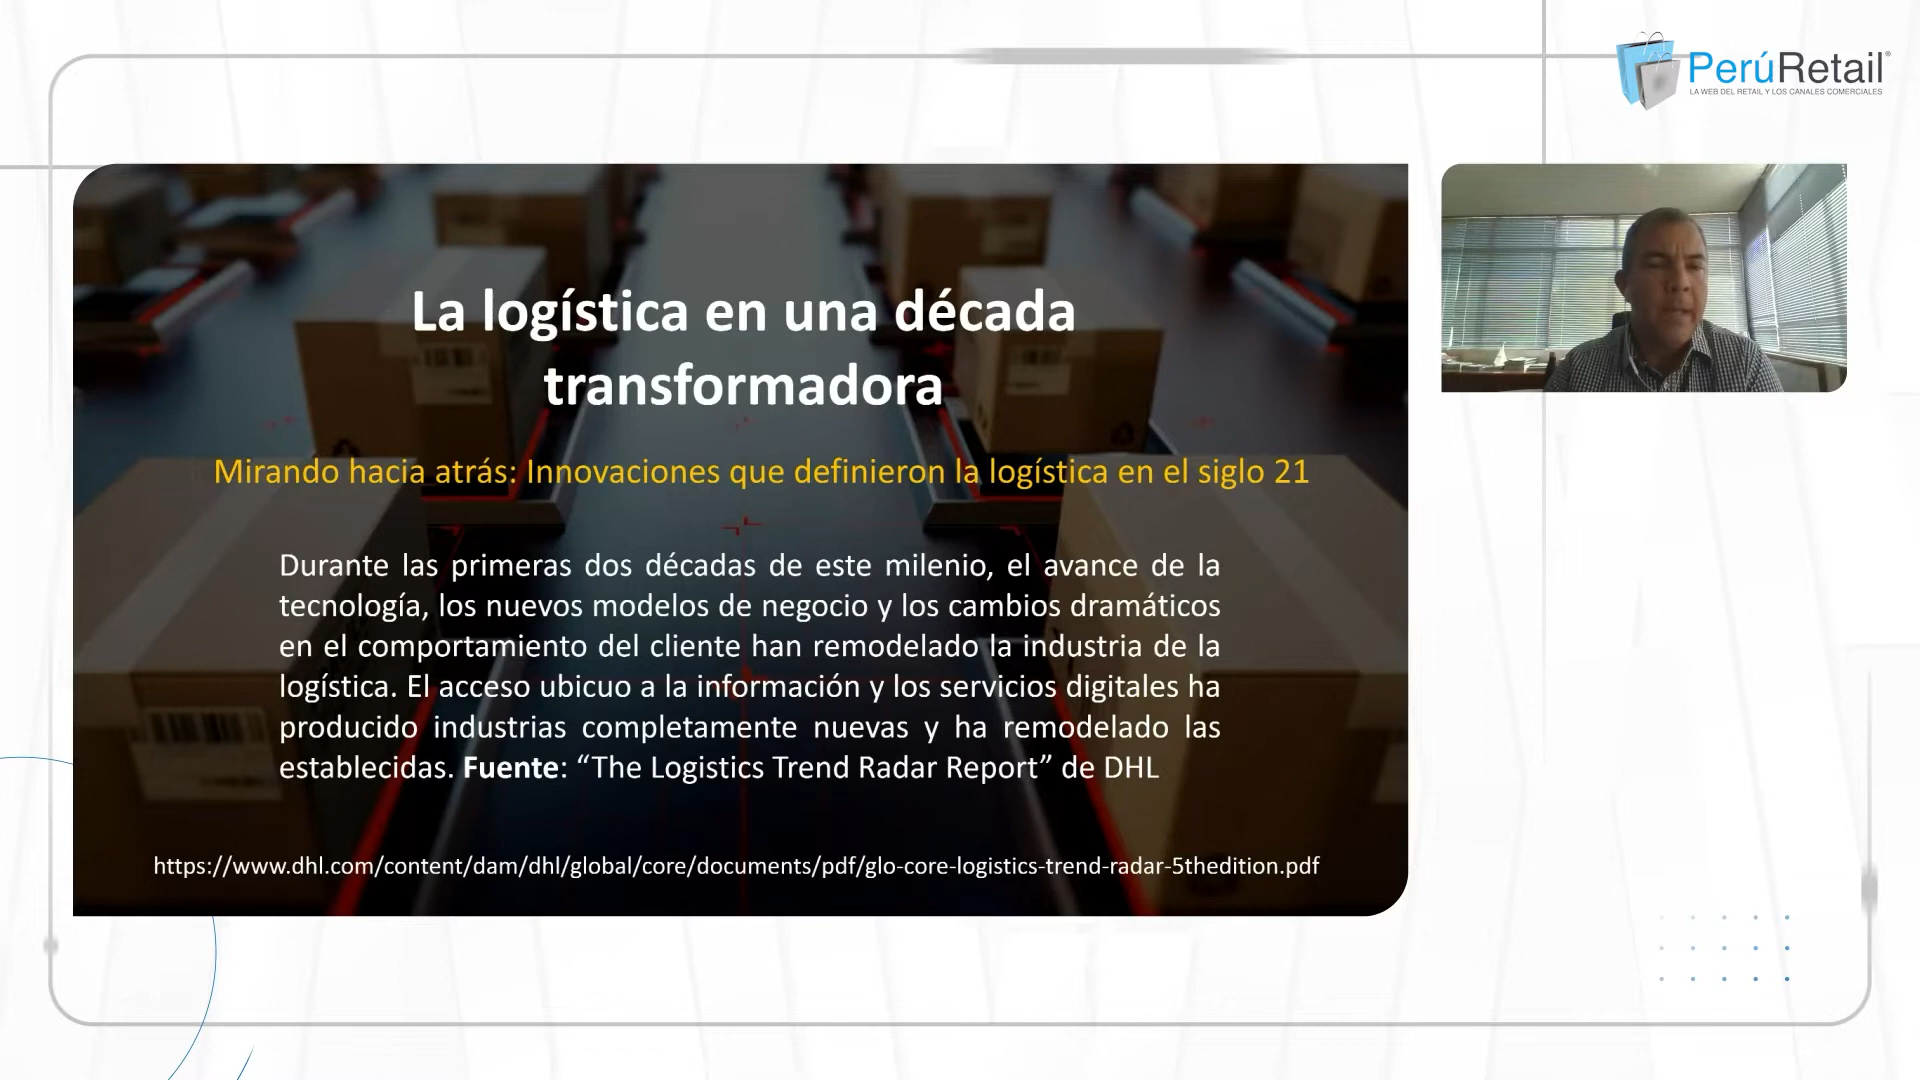 PerúRetail®
LA WEB DEL RETAIL Y LOS CANALES COMERCIALES
La logística en una década
transformadora
Mirando hacia atrás: Innovaciones que definieron la logística en el siglo 21
Durante las primeras dos décadas de este milenio, el avance de la
tecnología, los nuevos modelos de negocio y los cambios dramáticos
en el comportamiento del cliente han remodelado la industria de la
logística. El acceso ubicuo a la información y los servicios digitales ha
producido industrias completamente nuevas y ha remodelado las
establecidas. Fuente: “The Logistics Trend Radar Report” de DHL
https://www.dhl.com/content/dam/dhl/global/core/documents/pdf/glo-core-logistics-trend-radar-5thedition.pdf